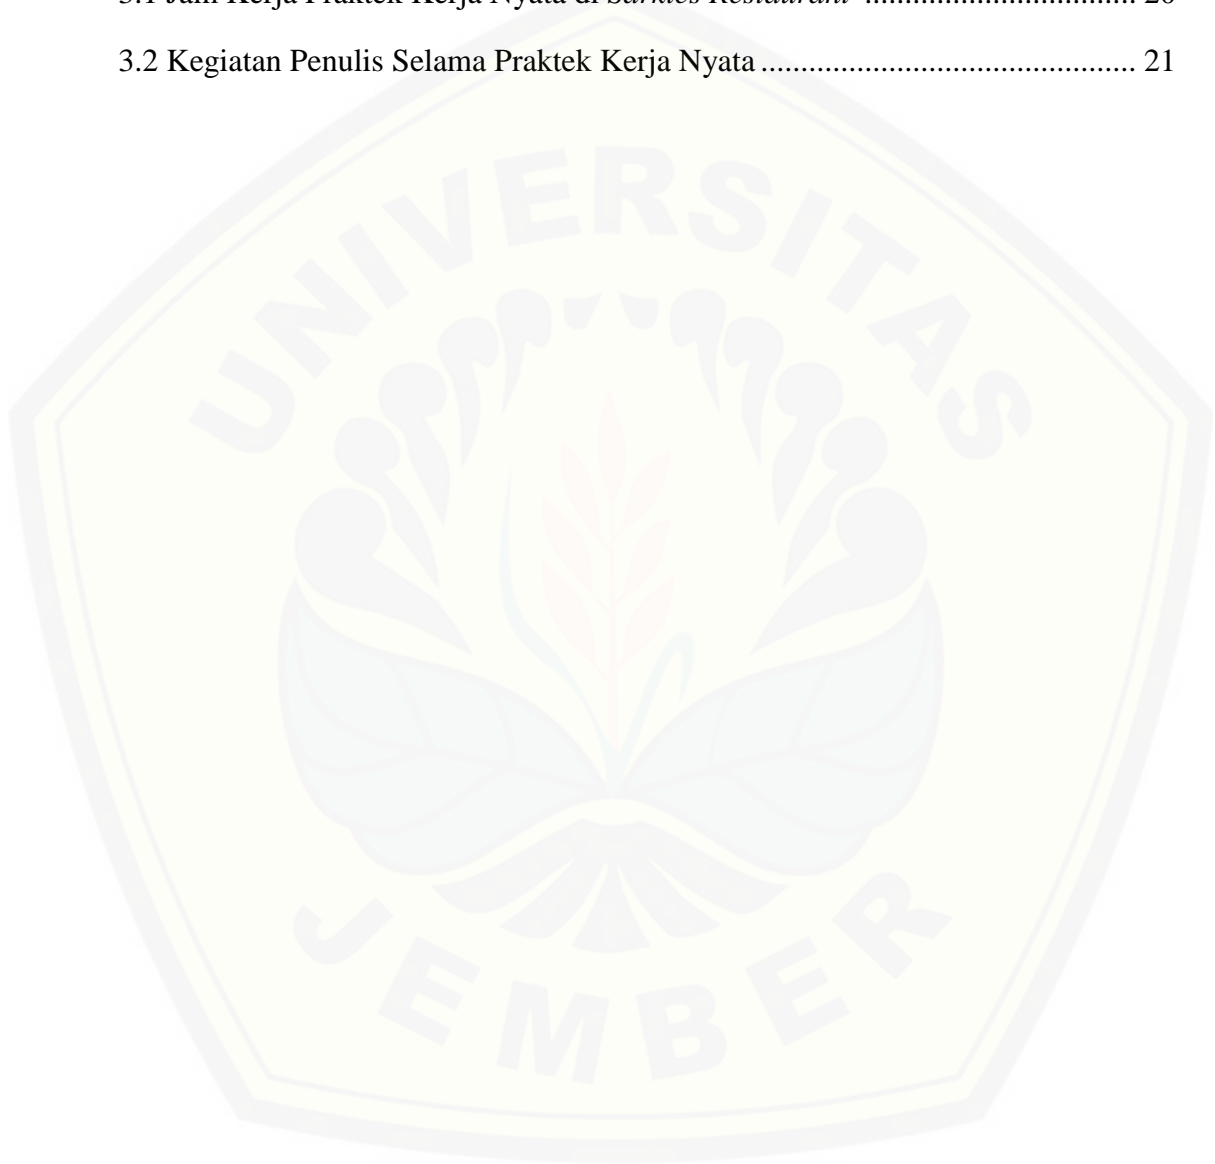 3.1 Jam Kerja Praktek Kerja Nyata di Sarkies Restaurant .................................. 20
3.2 Kegiatan Penulis Selama Praktek Kerja Nyata ............................................... 21
UNIVERSITAS
JEMBER